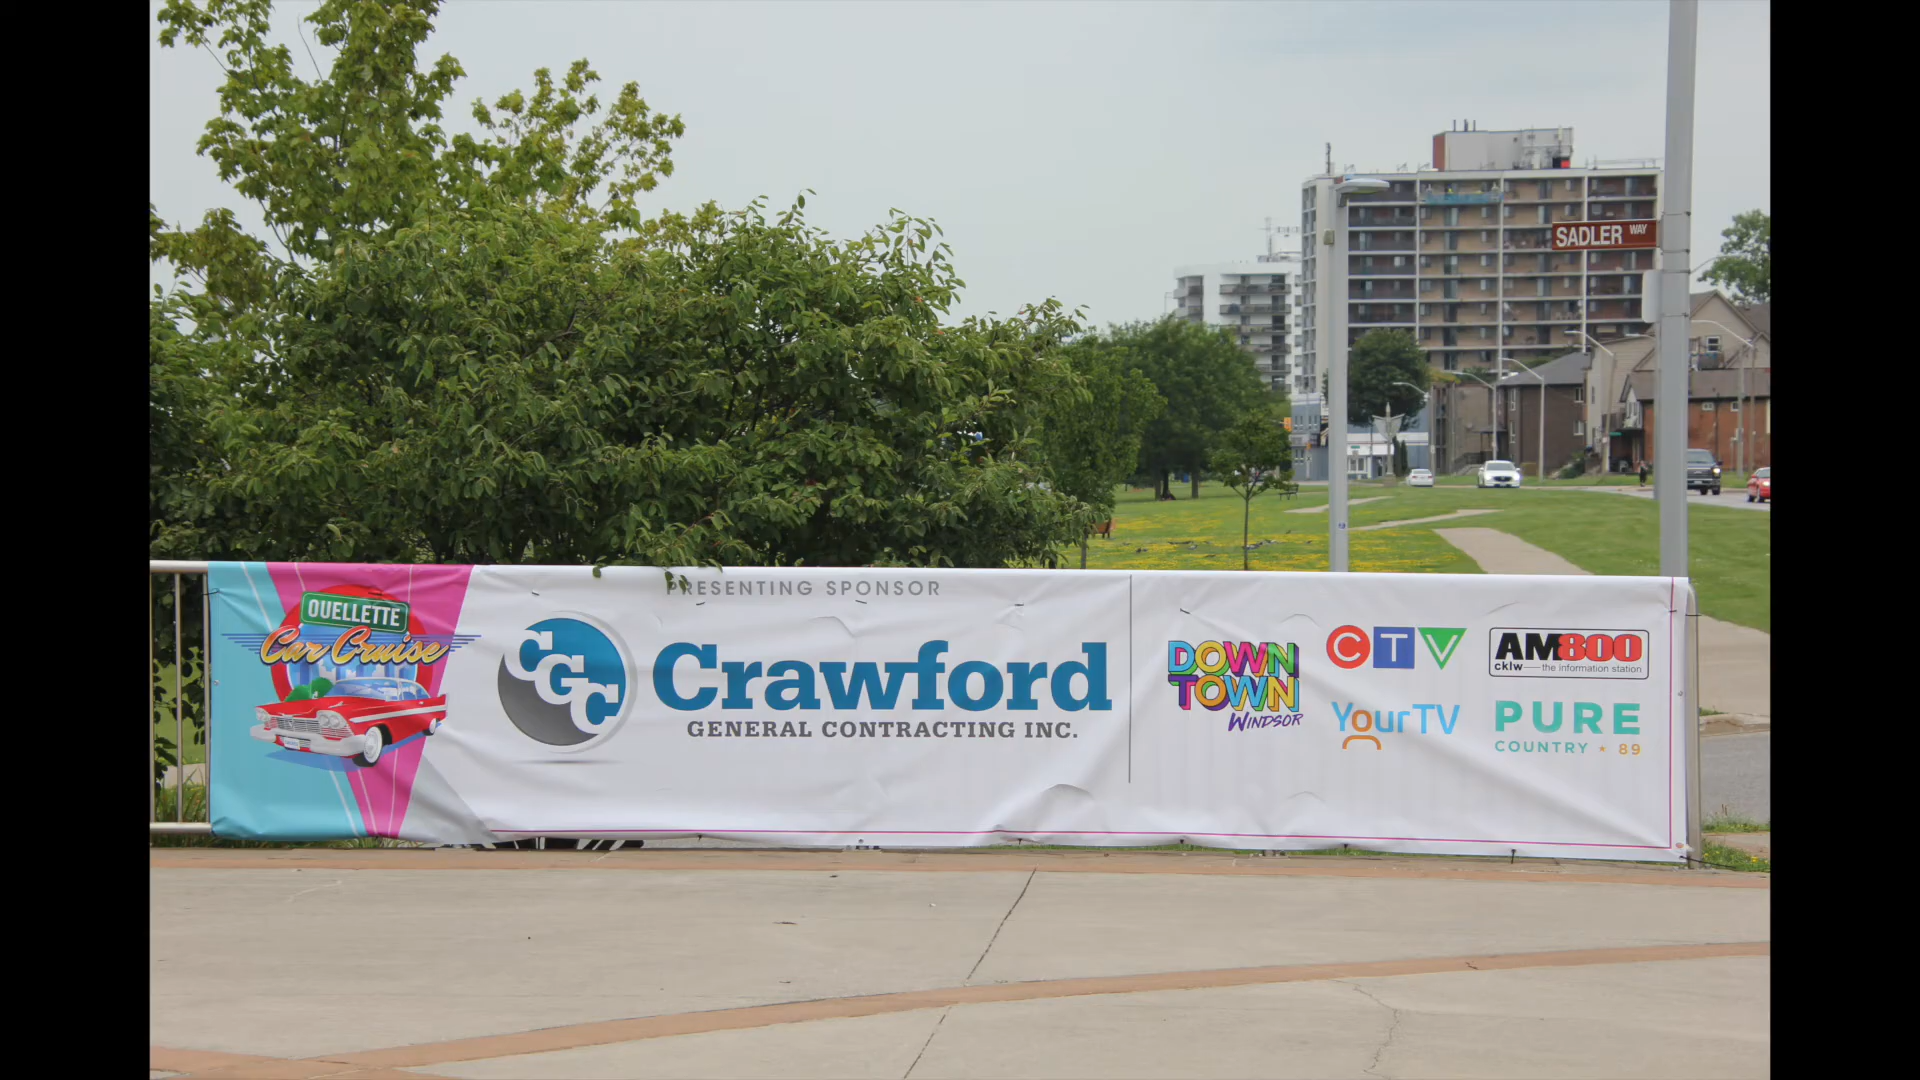 SADLER WAY
OUELLETTE
Car Cruise
PRESENTING SPONSOR
CGC
Crawford
GENERAL CONTRACTING INC.
DOWN
TOWN
WINDSOR
CTV
YourTV
AM800
cklw—the information station
PURE
COUNTRY ★ 89